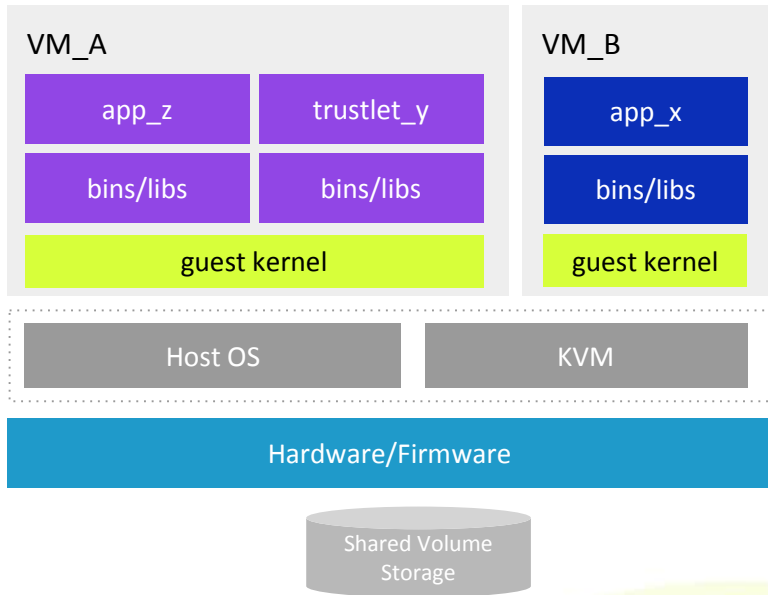 VM_A
VM_B
app_z
trustlet_y
app_x
bins/libs
bins/libs
bins/libs
guest kernel
guest kernel
Host OS
KVM
Hardware/Firmware
Shared Volume
Storage